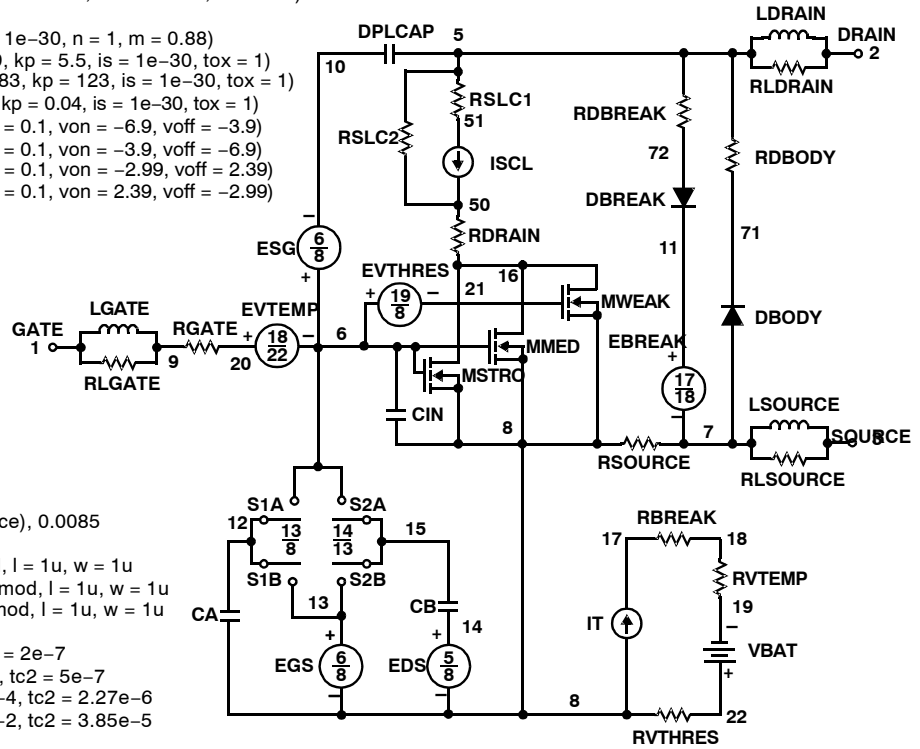 1e−30, n = 1, m = 0.88)
, kp = 5.5, is = 1e−30, tox = 1)
83, kp = 123, is = 1e−30, tox = 1)
kp = 0.04, is = 1e−30, tox = 1)
= 0.1, von = −6.9, voff = −3.9)
= 0.1, von = −3.9, voff = −6.9)
= 0.1, von = −2.99, voff = 2.39)
= 0.1, von = 2.39, voff = −2.99)
LDRAIN
DPLCAP 5 DRAIN
10 2
RLDRAIN
RSLC1
51
RDBREAK
RSLC2
72
ISCL
RDBODY
DBREAK
50
RDRAIN
11
71
−
ESG 6/8
+
EVTHRES
16
21
+ 19/8 −
MWEAK
LGATE
EVTEMP
GATE
1
RGATE
+ 18/22 −
6
EBREAK
DBODY
MMED
9
20
RLGATE
MSTRO
+
17/18
−
CIN
LSOURCE
8
7
SOURCE
3
RSOURCE
RLSOURCE
ce), 0.0085
S1A
S2A
12
13/8
14/13
15
RBREAK
17
18
, l = 1u, w = 1u
mod, l = 1u, w = 1u
mod, l = 1u, w = 1u
S1B
S2B
RVTEMP
13
CA
CB
19
IT
−
14
VBAT
+
+
+
= 2e−7
, tc2 = 5e−7
−4, tc2 = 2.27e−6
−2, tc2 = 3.85e−5
EGS 6/8
EDS 5/8
−
−
8
22
RVTHRES